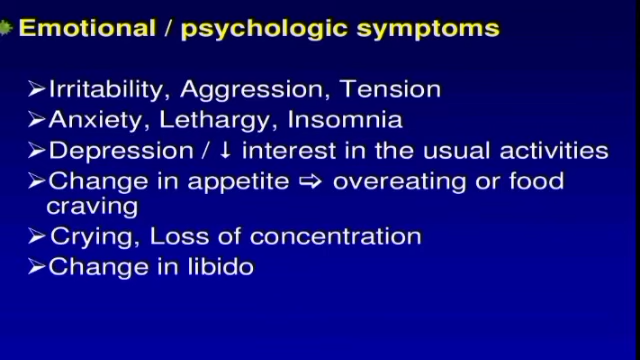 Emotional / psychologic symptoms
➢Irritability, Aggression, Tension
➢Anxiety, Lethargy, Insomnia
➢Depression / ↓ interest in the usual activities
➢Change in appetite ⇨ overeating or food
craving
➢Crying, Loss of concentration
➢Change in libido